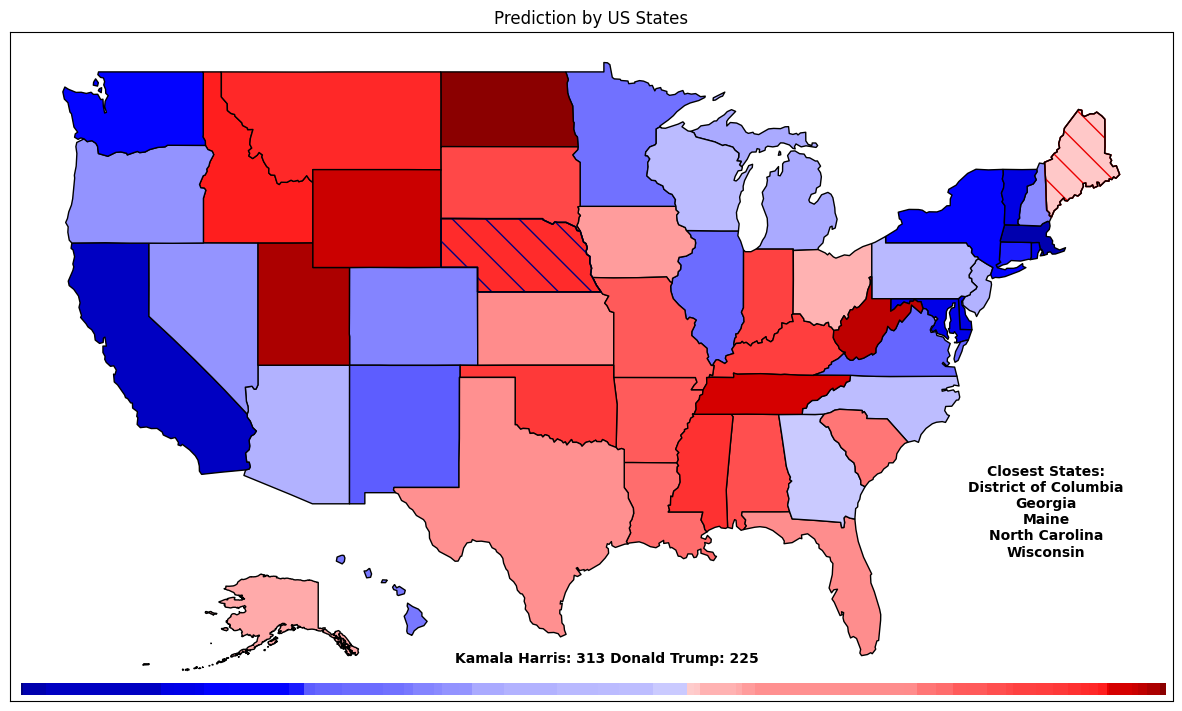 Prediction by US States
Closest States:
District of Columbia
Georgia
Maine
North Carolina
Wisconsin
Kamala Harris: 313 Donald Trump: 225